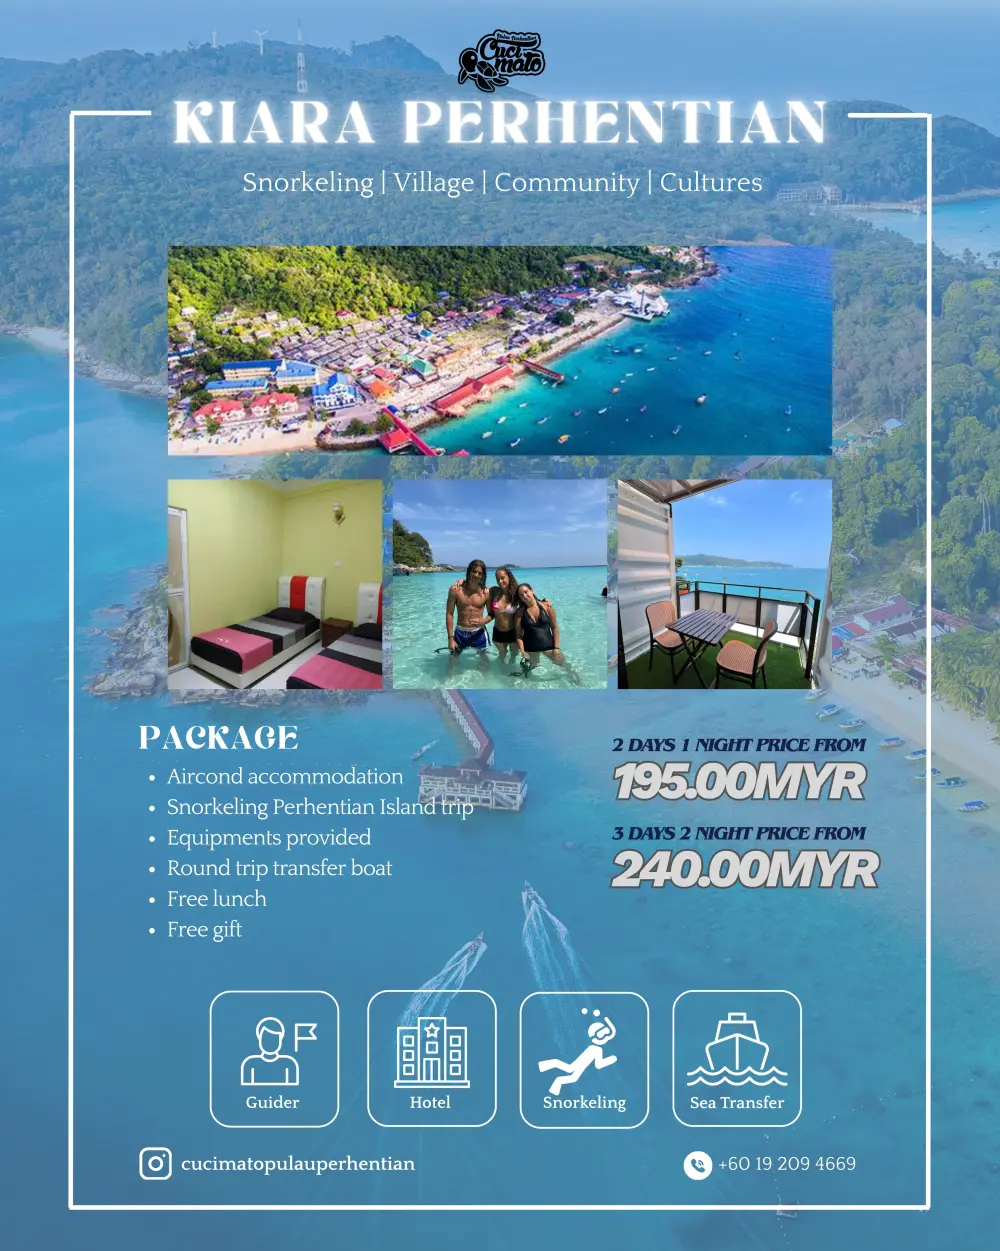 Pulau Perhentian
Cuci
mato
KIARA PERHENTIAN
Snorkeling | Village | Community | Cultures
PACKAGE
• Aircond accommodation
• Snorkeling Perhentian Island trip
• Equipments provided
• Round trip transfer boat
• Free lunch
• Free gift
2 DAYS 1 NIGHT PRICE FROM
195.00MYR
3 DAYS 2 NIGHT PRICE FROM
240.00MYR
Guider
Hotel
Snorkeling
Sea Transfer
cucimatopulauperhentian
+60 19 209 4669